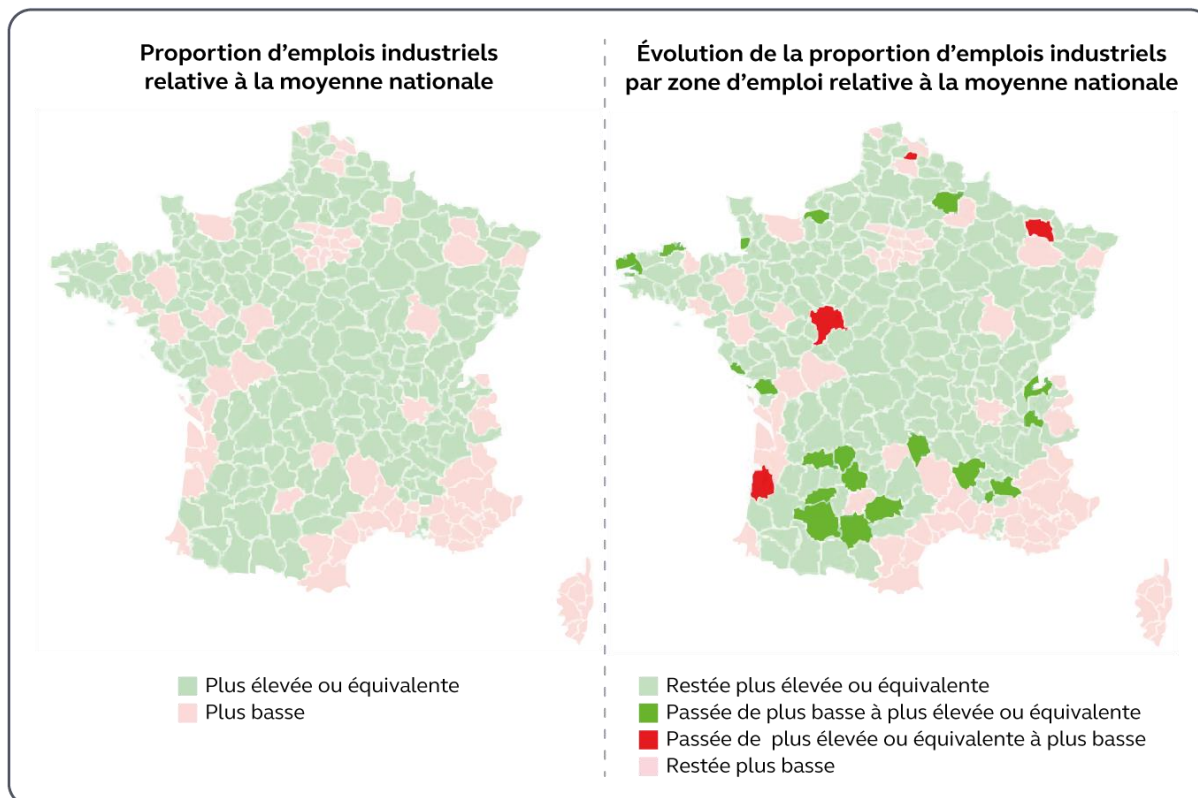 Proportion d’emplois industriels
relative à la moyenne nationale
Plus élevée ou équivalente
Plus basse
Évolution de la proportion d’emplois industriels
par zone d’emploi relative à la moyenne nationale
Restée plus élevée ou équivalente
Passée de plus basse à plus élevée ou équivalente
Passée de plus élevée ou équivalente à plus basse
Restée plus basse